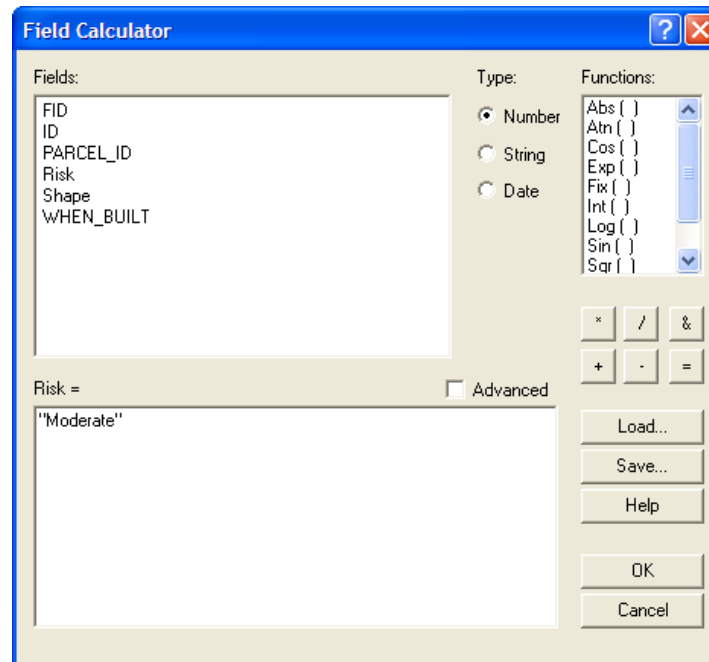 Field Calculator
Fields:
FID
ID
PARCEL_ID
Risk
Shape
WHEN_BUILT
Type:
Number
String
Date
Functions:
Abs ( )
Atn ( )
Cos ( )
Exp ( )
Fix ( )
Int ( )
Log ( )
Sin ( )
Sqr ( )
* / &
+ - =
Risk =
Advanced
"Moderate"
Load...
Save...
Help
OK
Cancel